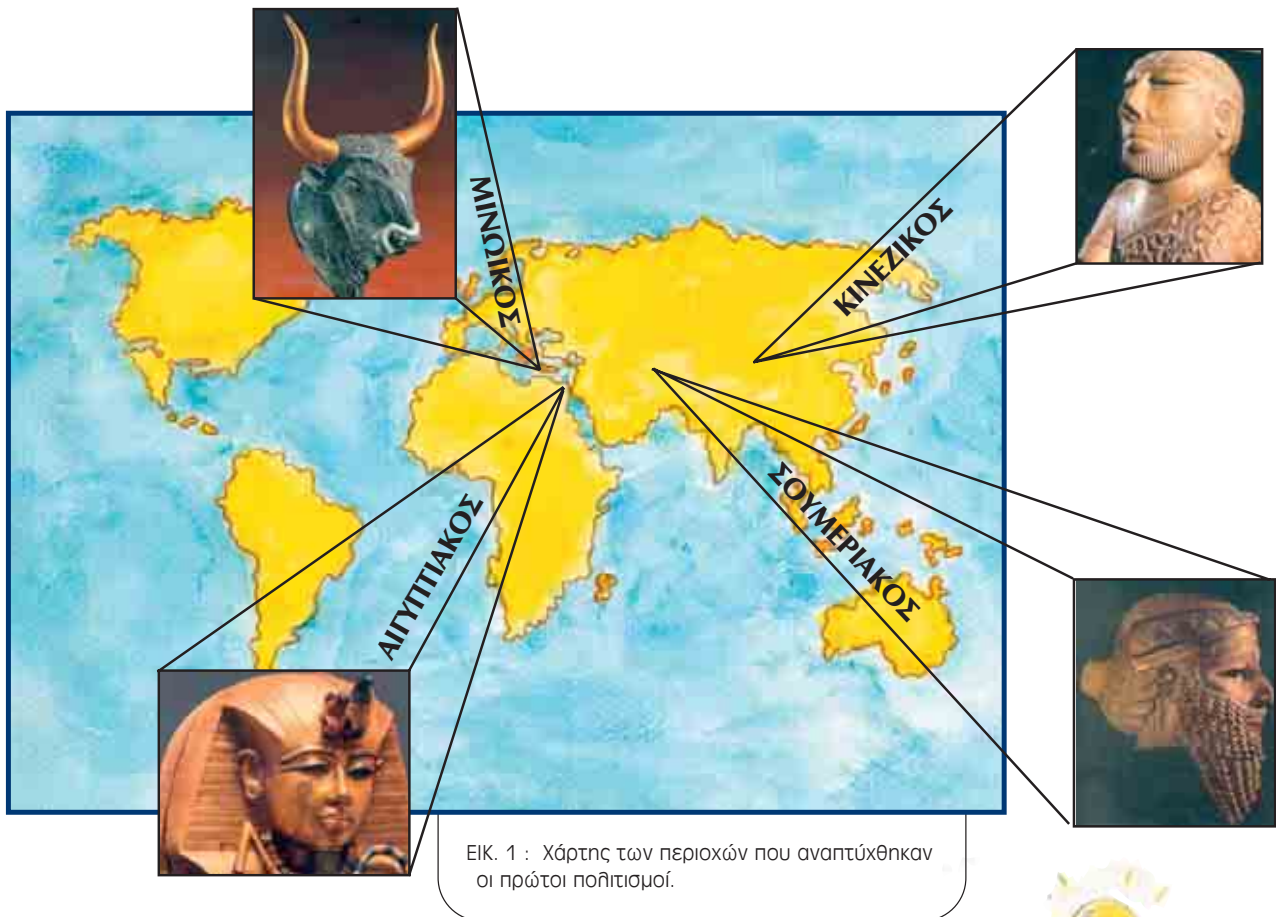 ΜΙΝΩΙΚΟΣ
ΚΙΝΕΖΙΚΟΣ
ΑΙΓΥΠΤΙΑΚΟΣ
ΣΟΥΜΕΡΙΑΚΟΣ
ΕΙΚ. 1 : Χάρτης των περιοχών που αναπτύχθηκαν
οι πρώτοι πολιτισμοί.